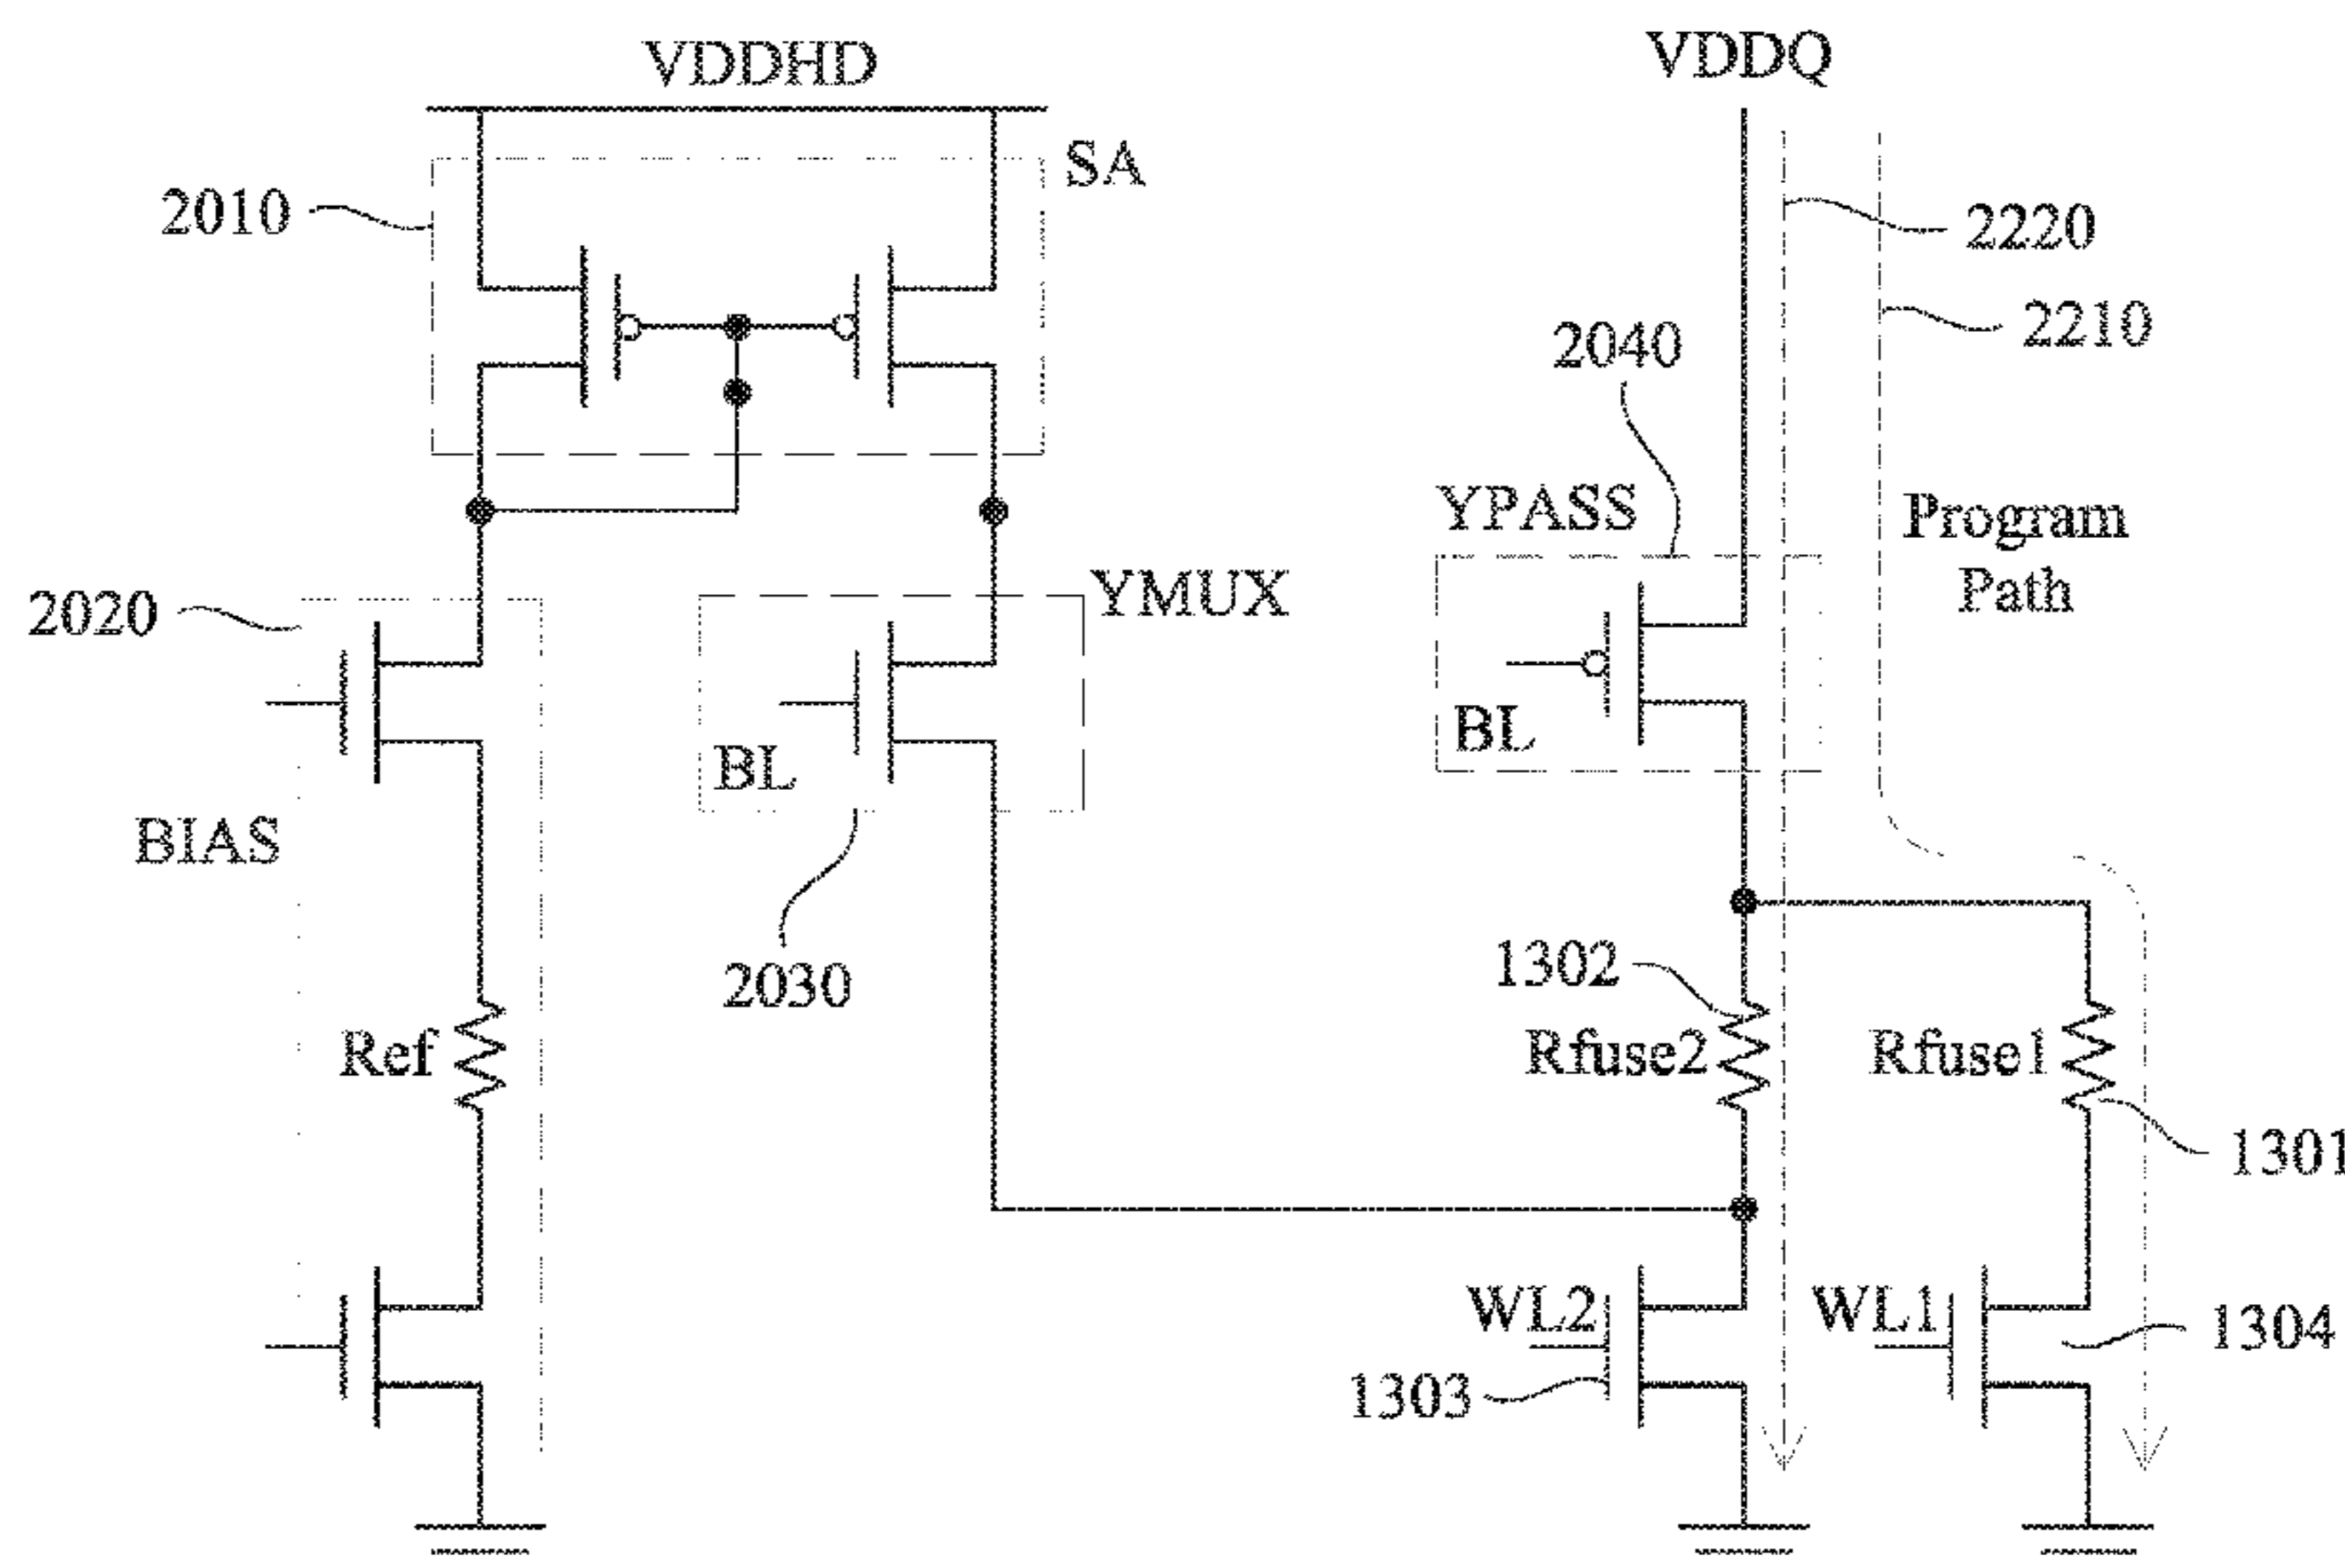 VDDHD
VDDQ
SA
2010
2220
2210
2040
YPASS
Program
Path
2020
YMUX
BL
BL
BIAS
2030
1302
Ref
Rfuse2
Rfuse1
1301
WL2
WL1
1304
1303